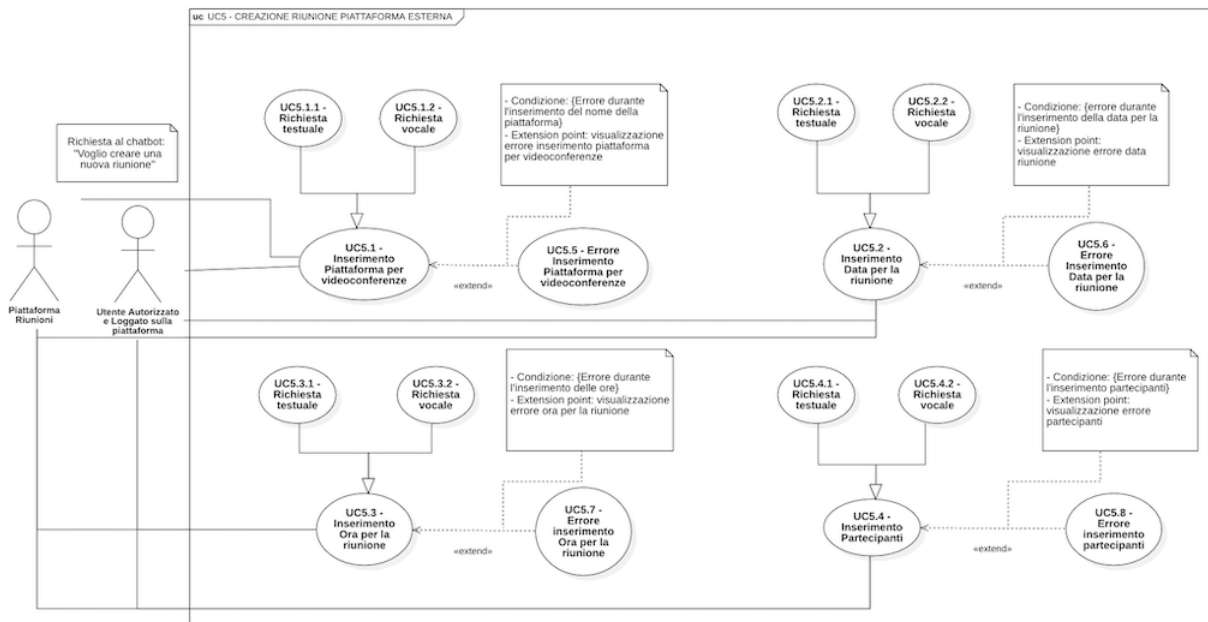 uc UC5 - CREAZIONE RIUNIONE PIATTAFORMA ESTERNA
Richiesta al chatbot:
"Voglio creare una
nuova riunione"
UC5.1.1 -
Richiesta
testuale
UC5.1.2 -
Richiesta
vocale
- Condizione: {Errore durante
l'inserimento del nome della
piattaforma}
- Extension point: visualizzazione
errore inserimento piattaforma
per videoconferenze
UC5.2.1 -
Richiesta
testuale
UC5.2.2 -
Richiesta
vocale
- Condizione: {errore durante
l'inserimento della data per la
riunione}
- Extension point:
visualizzazione errore data
riunione
Piattaforma
Riunioni
Utente Autorizzato
e Loggato sulla
piattaforma
UC5.1 -
Inserimento
Piattaforma per
videoconferenze
«extend»
UC5.5 - Errore
Inserimento
Piattaforma per
videoconferenze
UC5.2 -
Inserimento
Data per la
riunione
«extend»
UC5.6 -
Errore
Inserimento
Data per la
riunione
UC5.3.1 -
Richiesta
testuale
UC5.3.2 -
Richiesta
vocale
- Condizione: {Errore durante
l'inserimento delle ore}
- Extension point: visualizzazione
errore ora per la riunione
UC5.4.1 -
Richiesta
testuale
UC5.4.2 -
Richiesta
vocale
- Condizione: {Errore durante
l'inserimento partecipanti}
- Extension point:
visualizzazione errore
partecipanti
UC5.3 -
Inserimento
Ora per la
riunione
«extend»
UC5.7 -
Errore
inserimento
Ora per la
riunione
UC5.4 -
Inserimento
Partecipanti
«extend»
UC5.8 -
Errore
inserimento
partecipanti